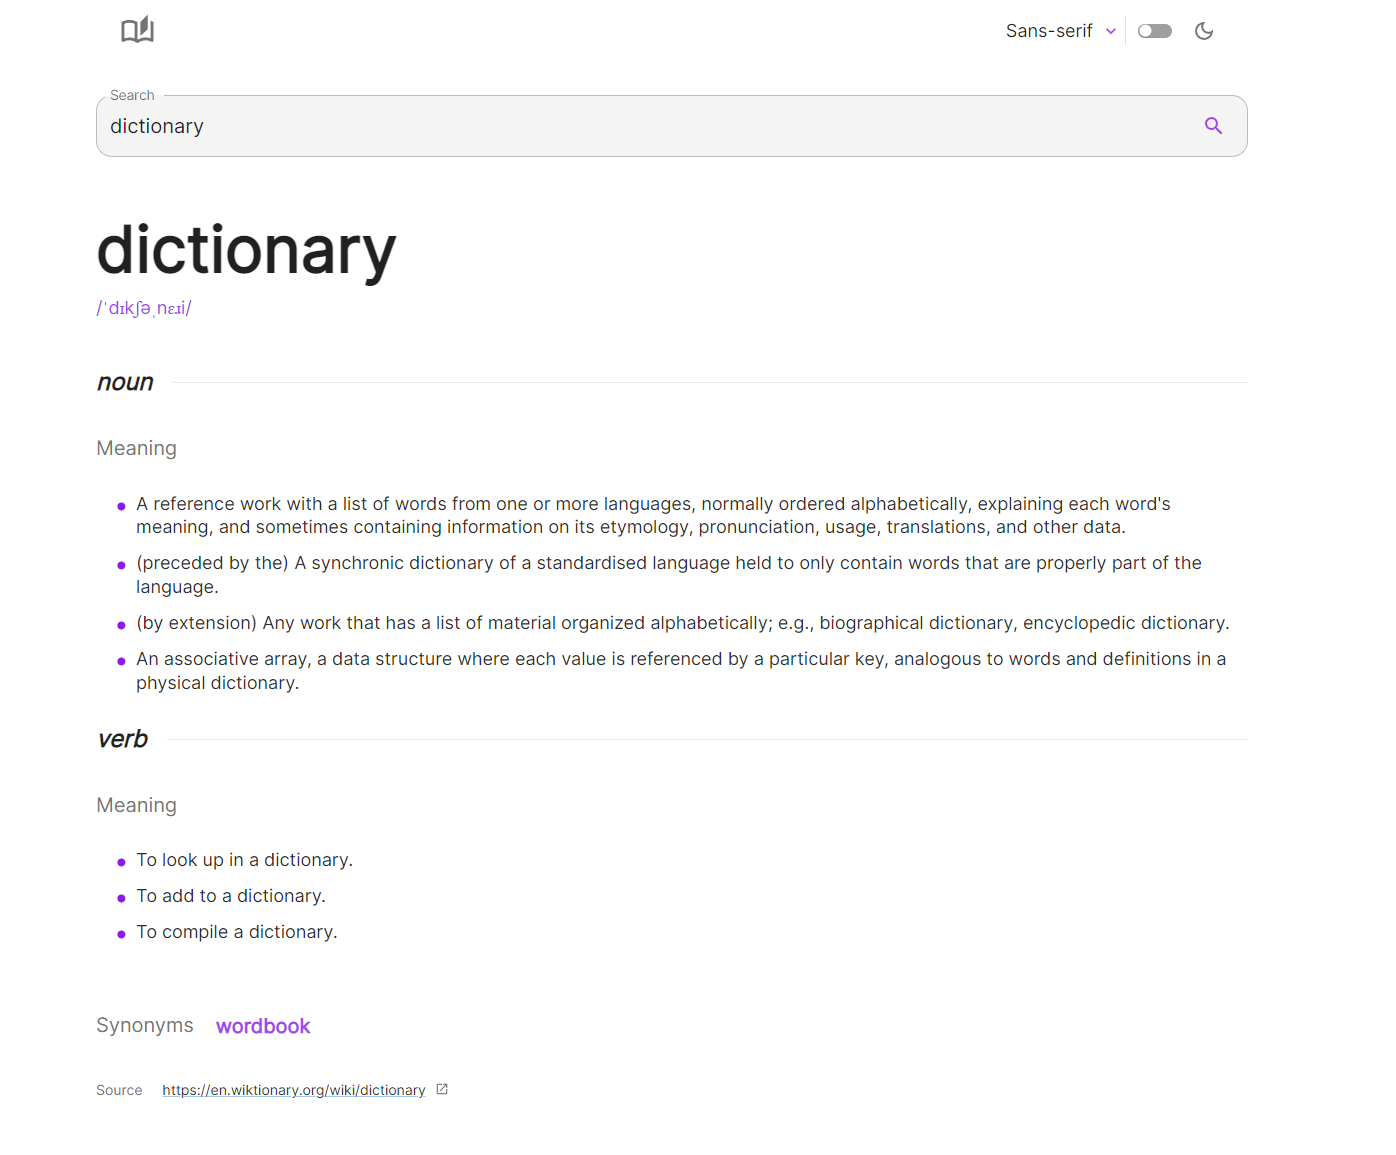 Sans-serif
Search
dictionary
dictionary
/ˈdɪkʃəˌnɛɹi/
noun
Meaning
A reference work with a list of words from one or more languages, normally ordered alphabetically, explaining each word's
meaning, and sometimes containing information on its etymology, pronunciation, usage, translations, and other data.
(preceded by the) A synchronic dictionary of a standardised language held to only contain words that are properly part of the
language.
(by extension) Any work that has a list of material organized alphabetically; e.g., biographical dictionary, encyclopedic dictionary.
An associative array, a data structure where each value is referenced by a particular key, analogous to words and definitions in a
physical dictionary.
verb
Meaning
To look up in a dictionary.
To add to a dictionary.
To compile a dictionary.
Synonyms wordbook
Source https://en.wiktionary.org/wiki/dictionary